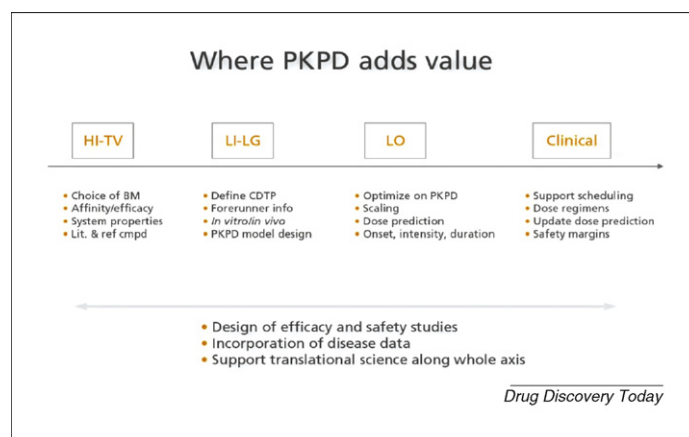 Where PKPD adds value
HI-TV
LI-LG
LO
Clinical
• Choice of BM
• Affinity/efficacy
• System properties
• Lit. & ref cmpd
• Define CDTP
• Forerunner info
• In vitro/in vivo
• PKPD model design
• Optimize on PKPD
• Scaling
• Dose prediction
• Onset, intensity, duration
• Support scheduling
• Dose regimens
• Update dose prediction
• Safety margins
• Design of efficacy and safety studies
• Incorporation of disease data
• Support translational science along whole axis
Drug Discovery Today